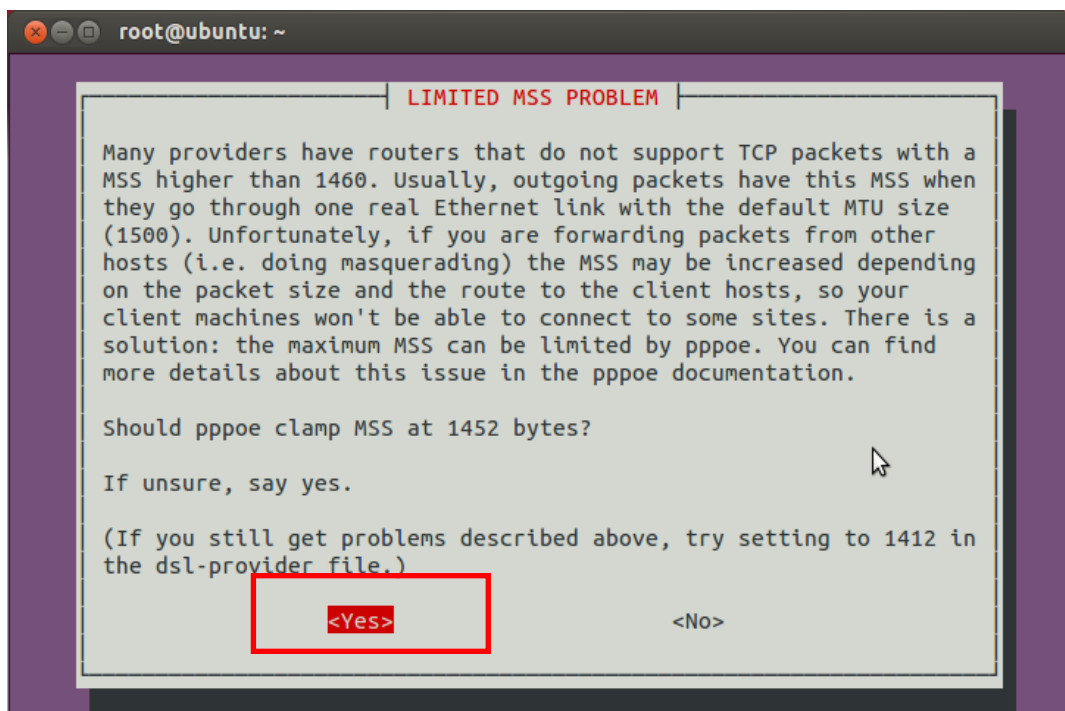 root@ubuntu: ~
LIMITED MSS PROBLEM
Many providers have routers that do not support TCP packets with a
MSS higher than 1460. Usually, outgoing packets have this MSS when
they go through one real Ethernet link with the default MTU size
(1500). Unfortunately, if you are forwarding packets from other
hosts (i.e. doing masquerading) the MSS may be increased depending
on the packet size and the route to the client hosts, so your
client machines won't be able to connect to some sites. There is a
solution: the maximum MSS can be limited by pppoe. You can find
more details about this issue in the pppoe documentation.
Should pppoe clamp MSS at 1452 bytes?
If unsure, say yes.
(If you still get problems described above, try setting to 1412 in
the dsl-provider file.)
<Yes> <No>